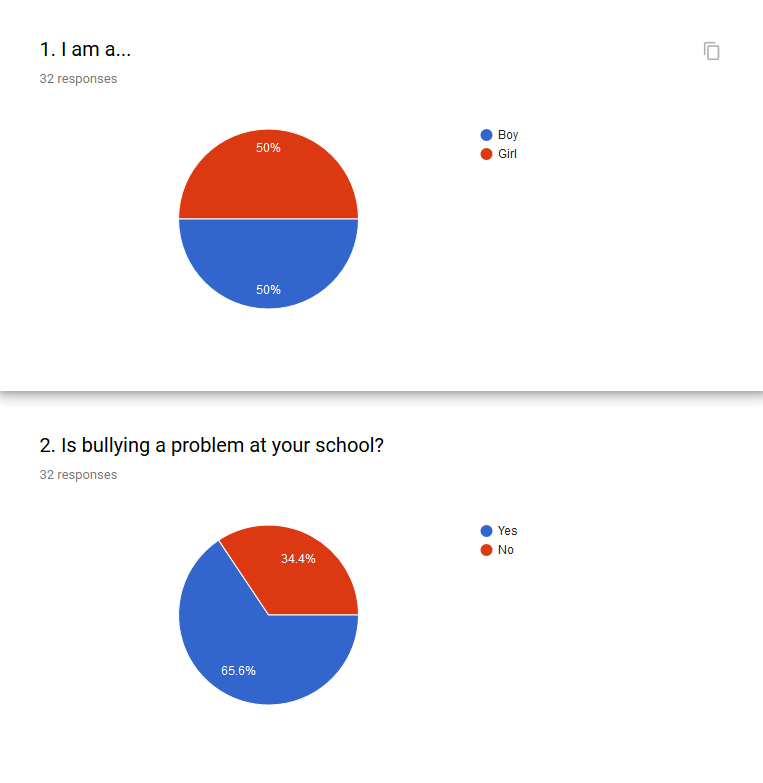 1. I am a...
32 responses
Boy
Girl
50%
50%
2. Is bullying a problem at your school?
32 responses
Yes
No
34.4%
65.6%